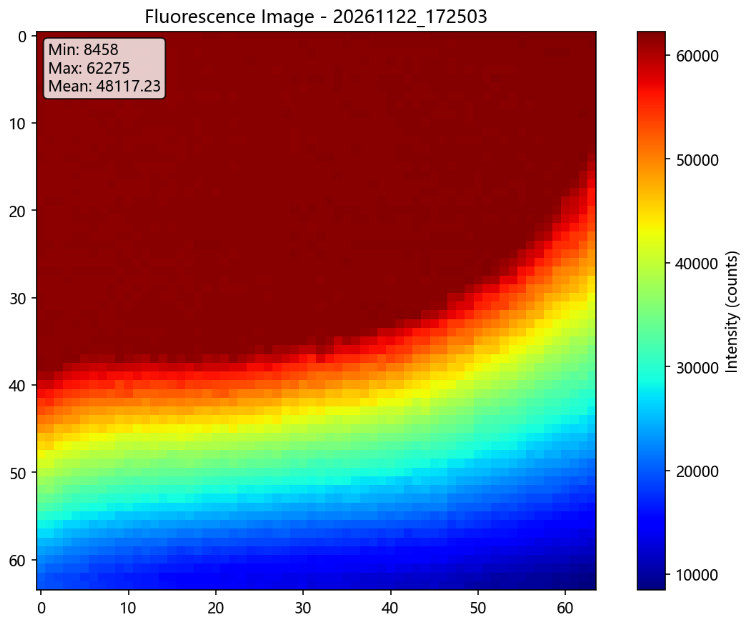 Fluorescence Image - 20261122_172503
Min: 8458
Max: 62275
Mean: 48117.23
0
10
20
30
40
50
60
0 10 20 30 40 50 60
60000
50000
40000
30000
20000
10000
Intensity (counts)